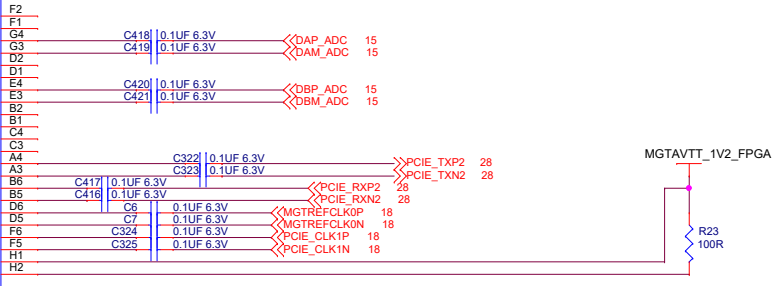 F2
F1
G4 C418 0.1UF 6.3V DAP_ADC 15
G3 C419 0.1UF 6.3V DAM_ADC 15
D2
D1
E4 C420 0.1UF 6.3V DBP_ADC 15
E3 C421 0.1UF 6.3V DBM_ADC 15
B2
B1
C4
C3
MGTAVTT_1V2_FPGA
A4 C322 0.1UF 6.3V PCIE_TXP2 28
A3 C323 0.1UF 6.3V PCIE_TXN2 28
B6 C417 0.1UF 6.3V PCIE_RXP2 28
B5 C416 0.1UF 6.3V PCIE_RXN2 28
D6 C6 0.1UF 6.3V MGTREFCLK0P 18
D5 C7 0.1UF 6.3V MGTREFCLK0N 18
F6 C324 0.1UF 6.3V PCIE_CLK1P 18
F5 C325 0.1UF 6.3V PCIE_CLK1N 18
R23
100R
H1
H2